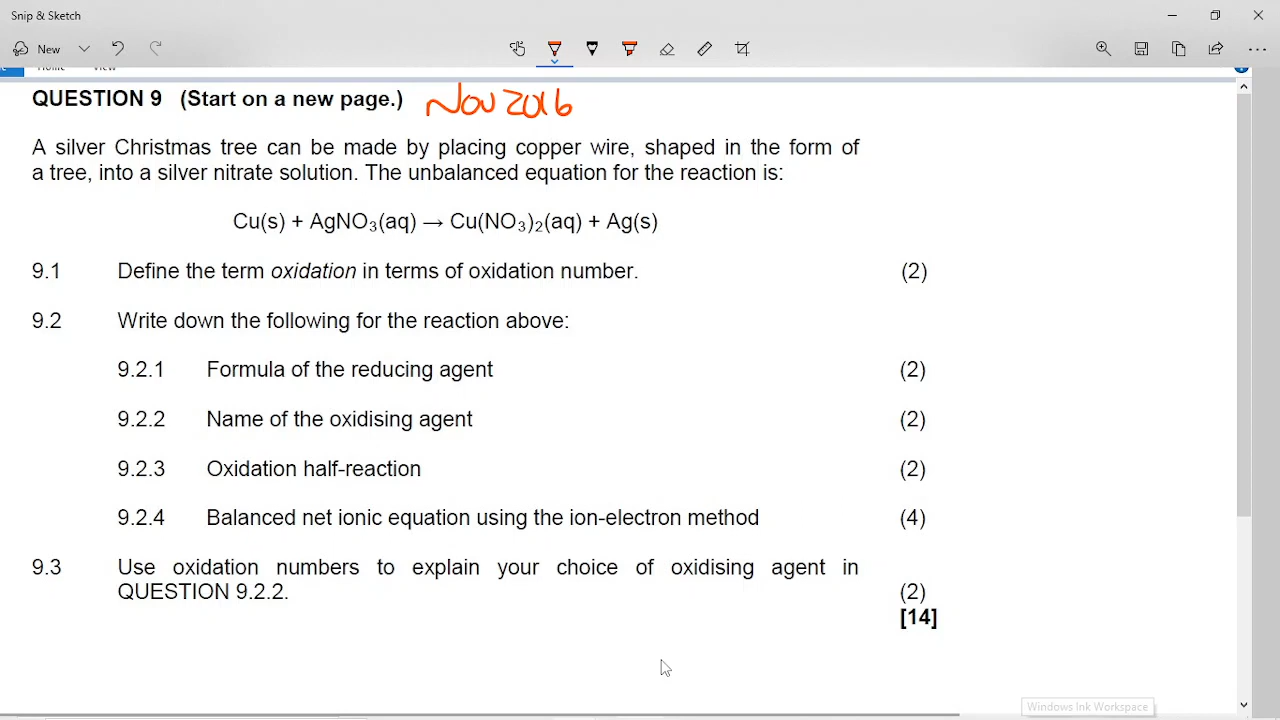 Snip & Sketch
New
Home View
QUESTION 9 (Start on a new page.) Nov 2016
A silver Christmas tree can be made by placing copper wire, shaped in the form of
a tree, into a silver nitrate solution. The unbalanced equation for the reaction is:
Cu(s) + AgNO₃(aq) → Cu(NO₃)₂(aq) + Ag(s)
9.1 Define the term oxidation in terms of oxidation number. (2)
9.2 Write down the following for the reaction above:
9.2.1 Formula of the reducing agent (2)
9.2.2 Name of the oxidising agent (2)
9.2.3 Oxidation half-reaction (2)
9.2.4 Balanced net ionic equation using the ion-electron method (4)
9.3 Use oxidation numbers to explain your choice of oxidising agent in
QUESTION 9.2.2. (2)
[14]
Windows Ink Workspace